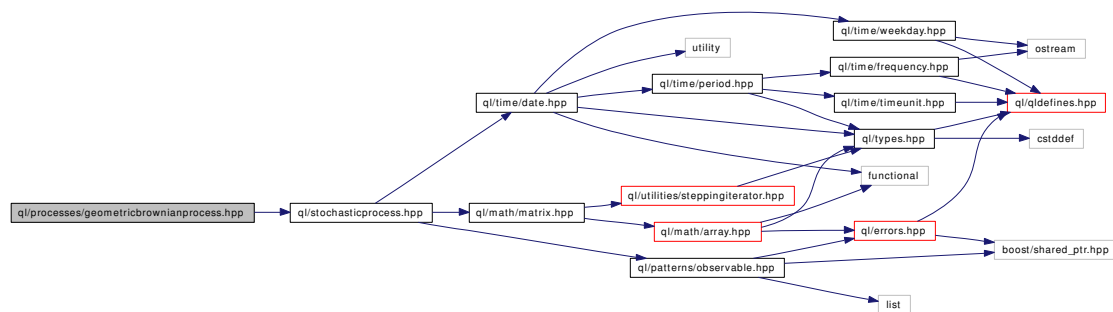 ql/time/weekday.hpp
utility
ostream
ql/time/frequency.hpp
ql/time/period.hpp
ql/time/date.hpp
ql/time/timeunit.hpp
ql/qldefines.hpp
ql/types.hpp
cstddef
functional
ql/utilities/steppingiterator.hpp
ql/processes/geometricbrownianprocess.hpp
ql/stochasticprocess.hpp
ql/math/matrix.hpp
ql/math/array.hpp
ql/errors.hpp
boost/shared_ptr.hpp
ql/patterns/observable.hpp
list